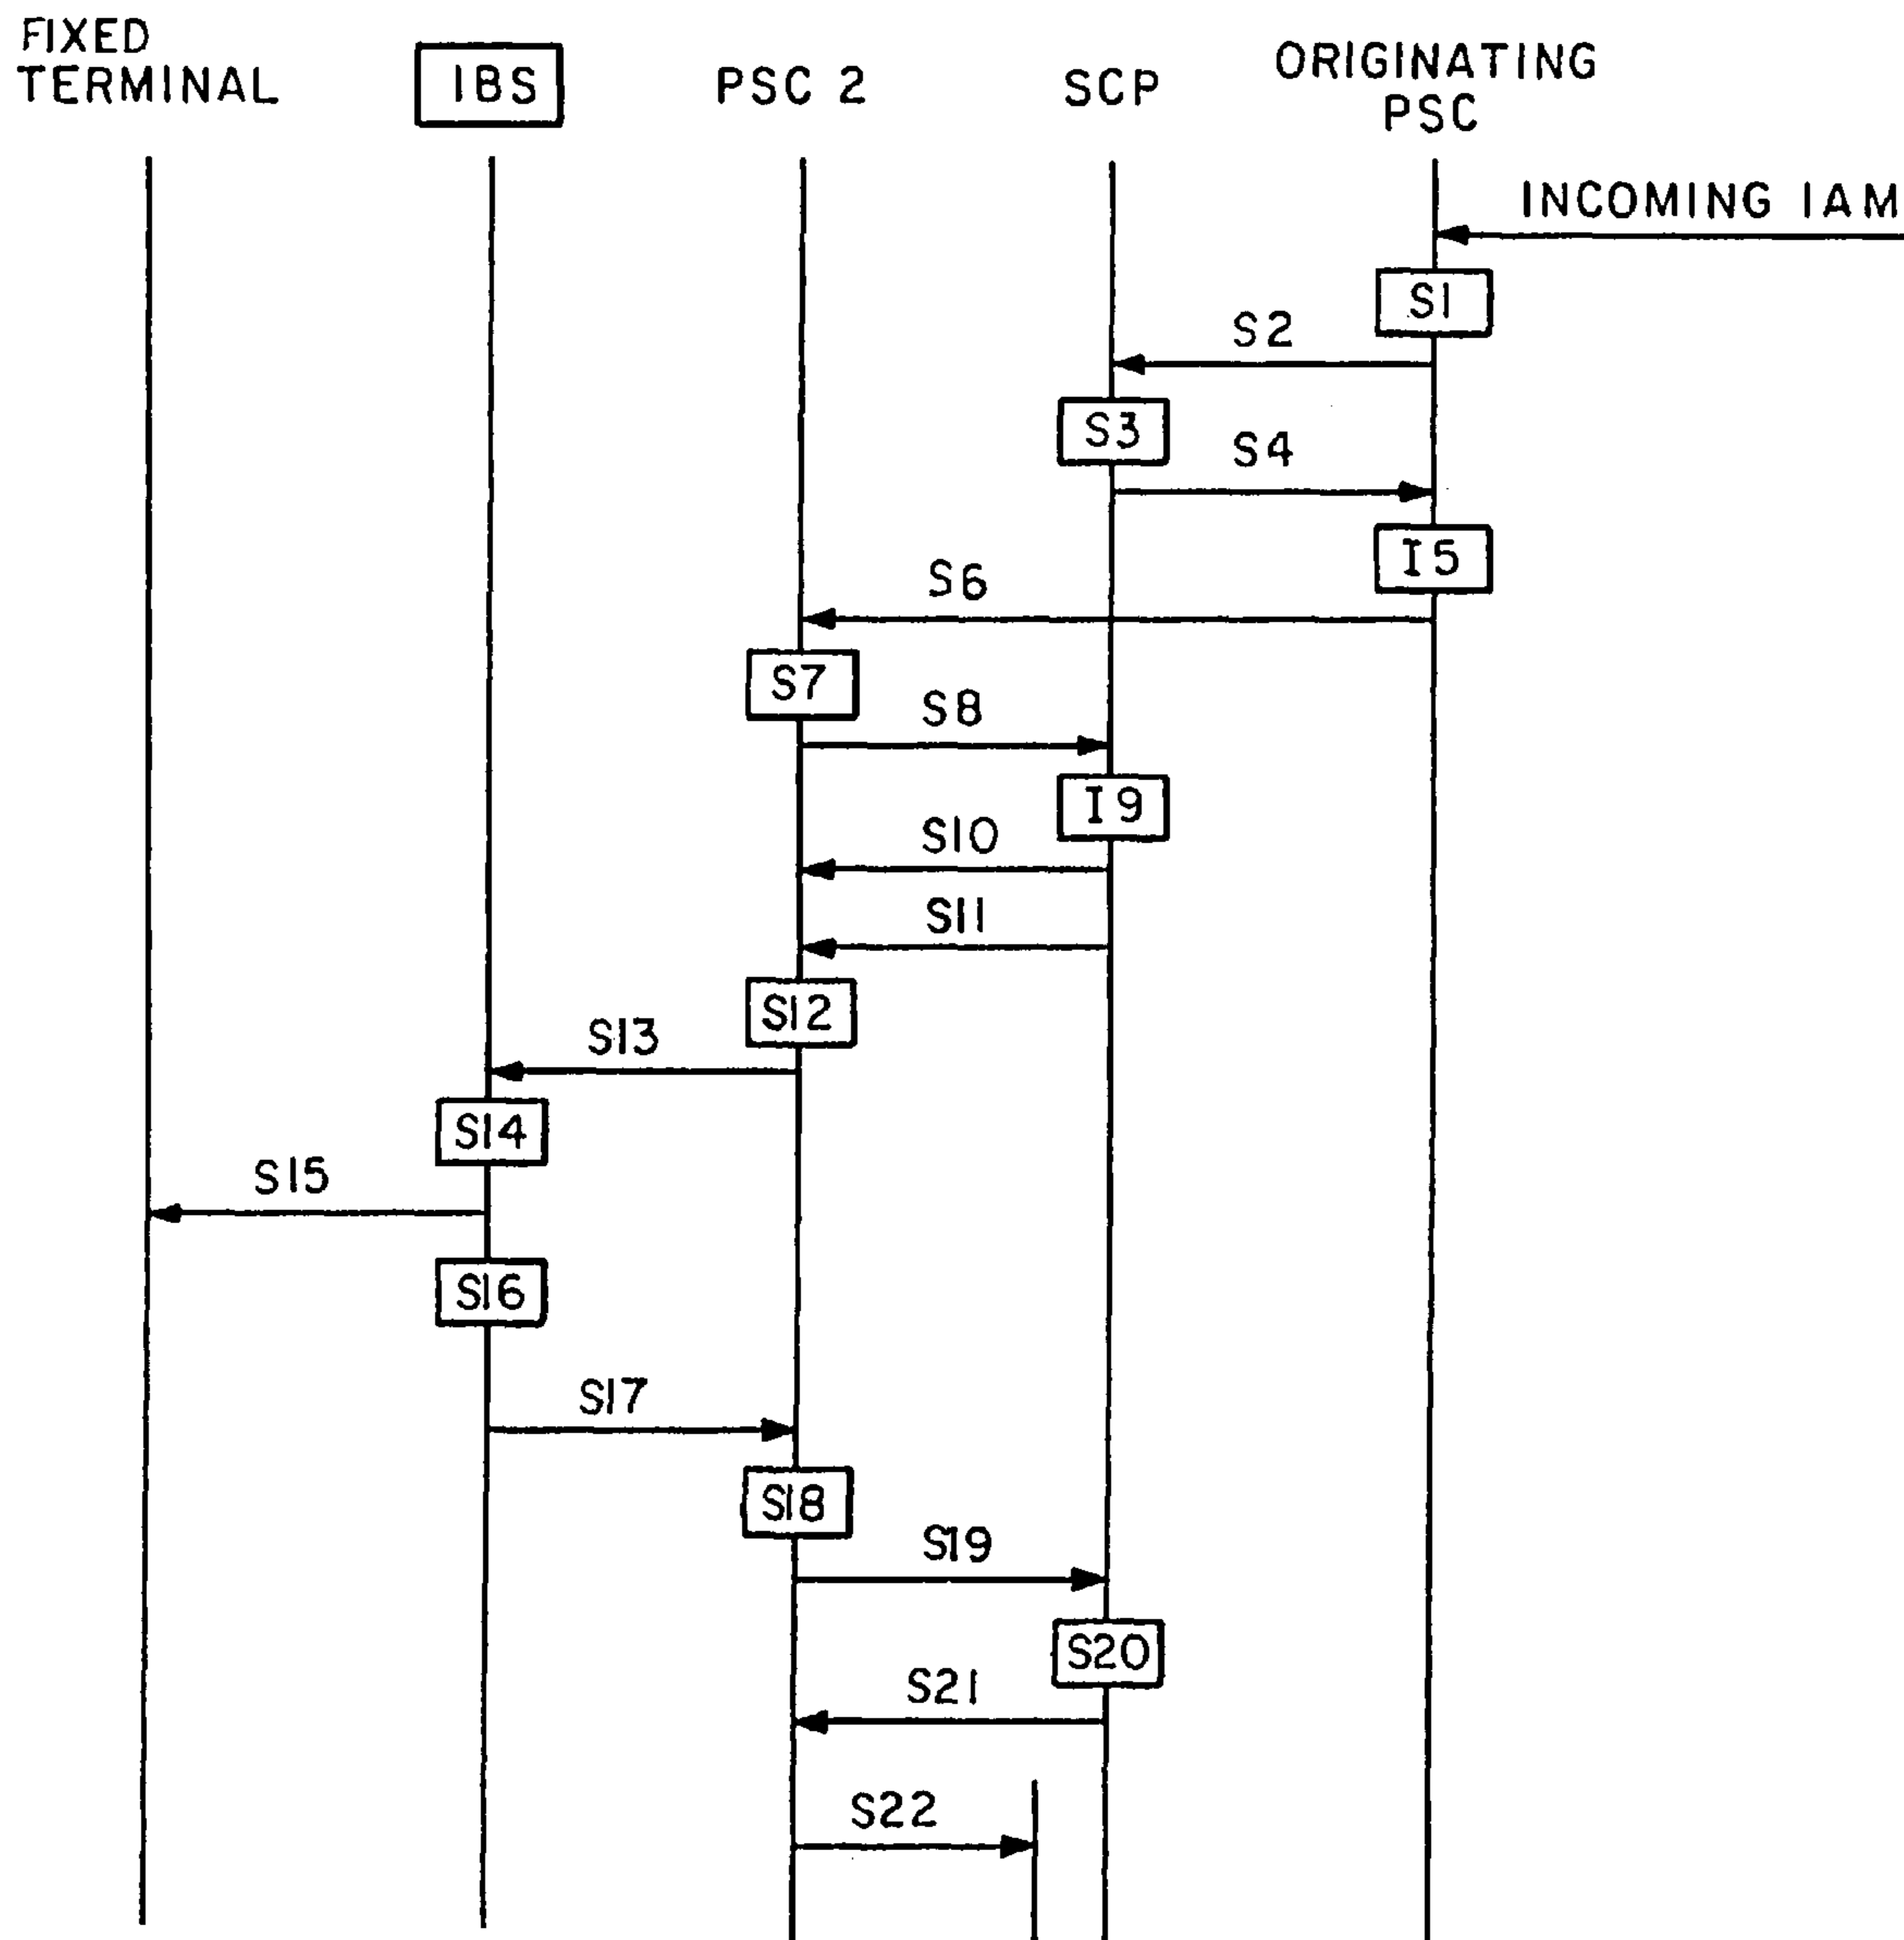 FIXED
TERMINAL
IBS
PSC 2
SCP
ORIGINATING
PSC
INCOMING IAM
S1
S2
S3
S4
I5
S6
S7
S8
I9
S10
S11
S12
S13
S14
S15
S16
S17
S18
S19
S20
S21
S22